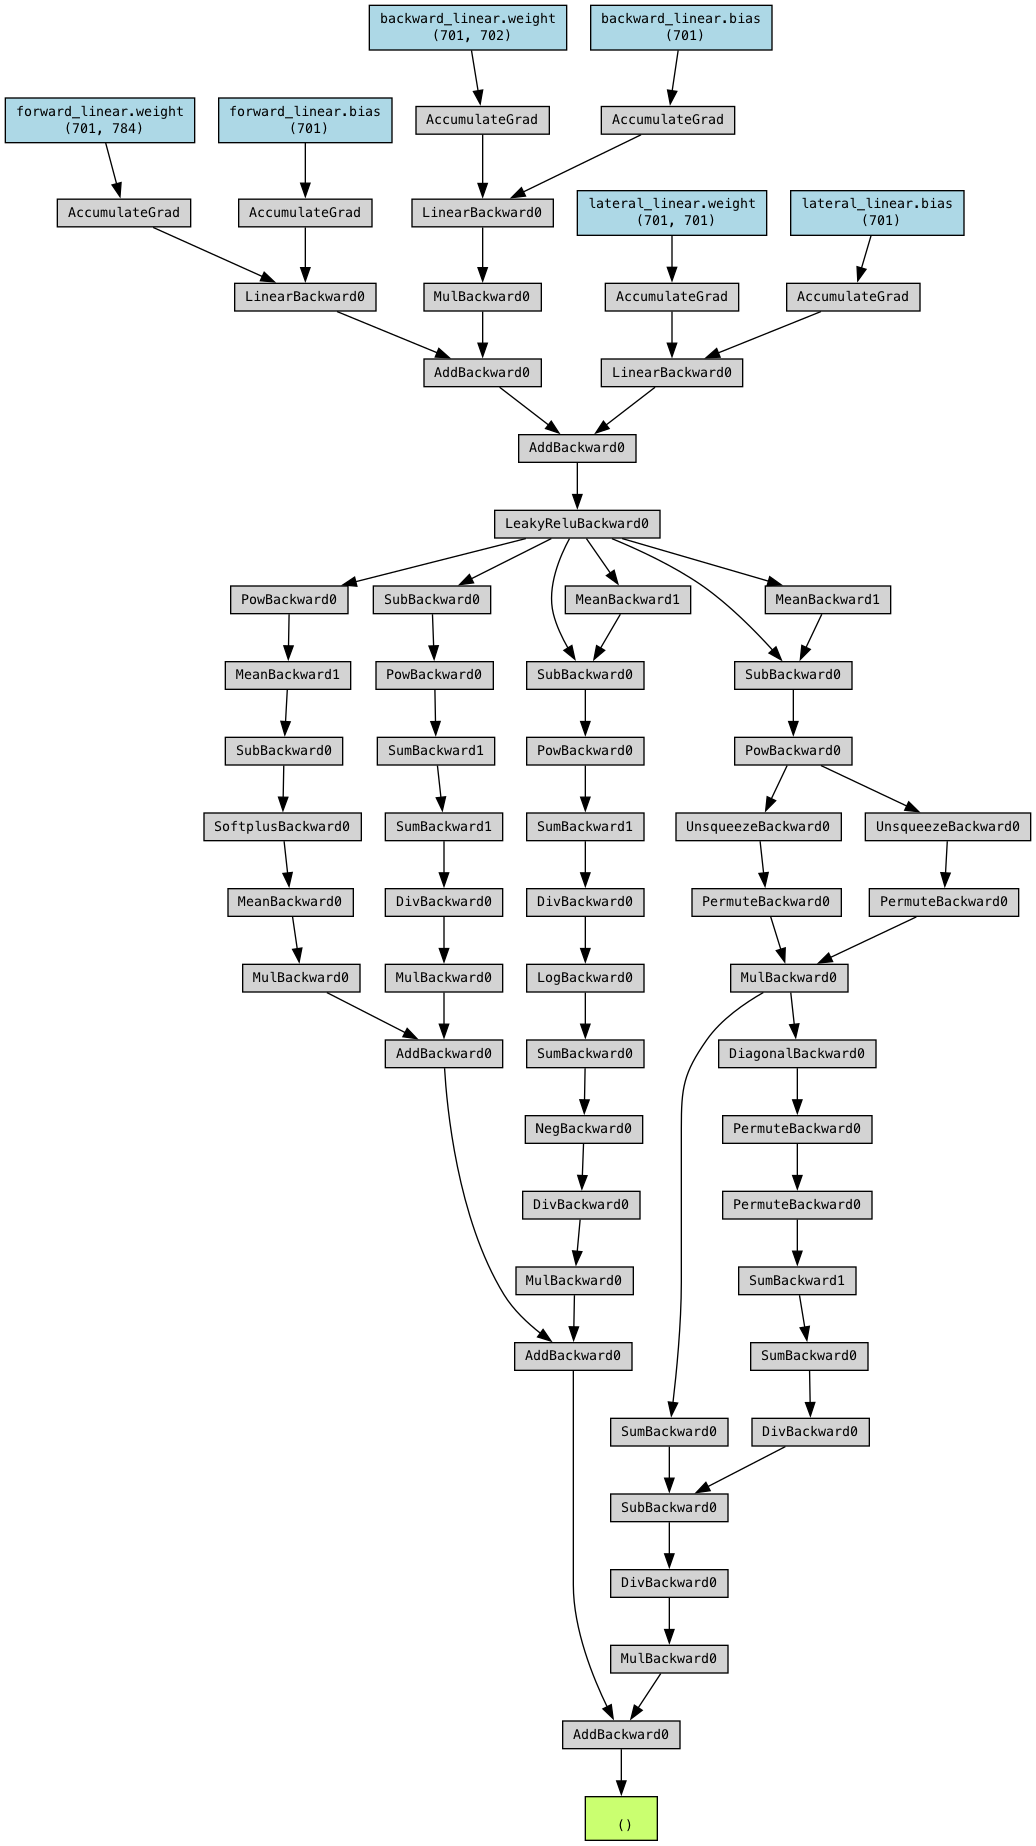 backward_linear.weight
(701, 702)
backward_linear.bias
(701)
forward_linear.weight
(701, 784)
forward_linear.bias
(701)
AccumulateGrad
AccumulateGrad
AccumulateGrad
AccumulateGrad
LinearBackward0
lateral_linear.weight
(701, 701)
lateral_linear.bias
(701)
LinearBackward0
MulBackward0
AccumulateGrad
AccumulateGrad
AddBackward0
LinearBackward0
AddBackward0
LeakyReluBackward0
PowBackward0
SubBackward0
MeanBackward1
MeanBackward1
MeanBackward1
PowBackward0
SubBackward0
SubBackward0
SubBackward0
SumBackward1
PowBackward0
PowBackward0
SoftplusBackward0
SumBackward1
SumBackward1
UnsqueezeBackward0
UnsqueezeBackward0
MeanBackward0
DivBackward0
DivBackward0
PermuteBackward0
PermuteBackward0
MulBackward0
MulBackward0
LogBackward0
MulBackward0
AddBackward0
SumBackward0
DiagonalBackward0
NegBackward0
PermuteBackward0
DivBackward0
PermuteBackward0
MulBackward0
SumBackward1
AddBackward0
SumBackward0
SumBackward0
DivBackward0
SubBackward0
DivBackward0
MulBackward0
AddBackward0
()